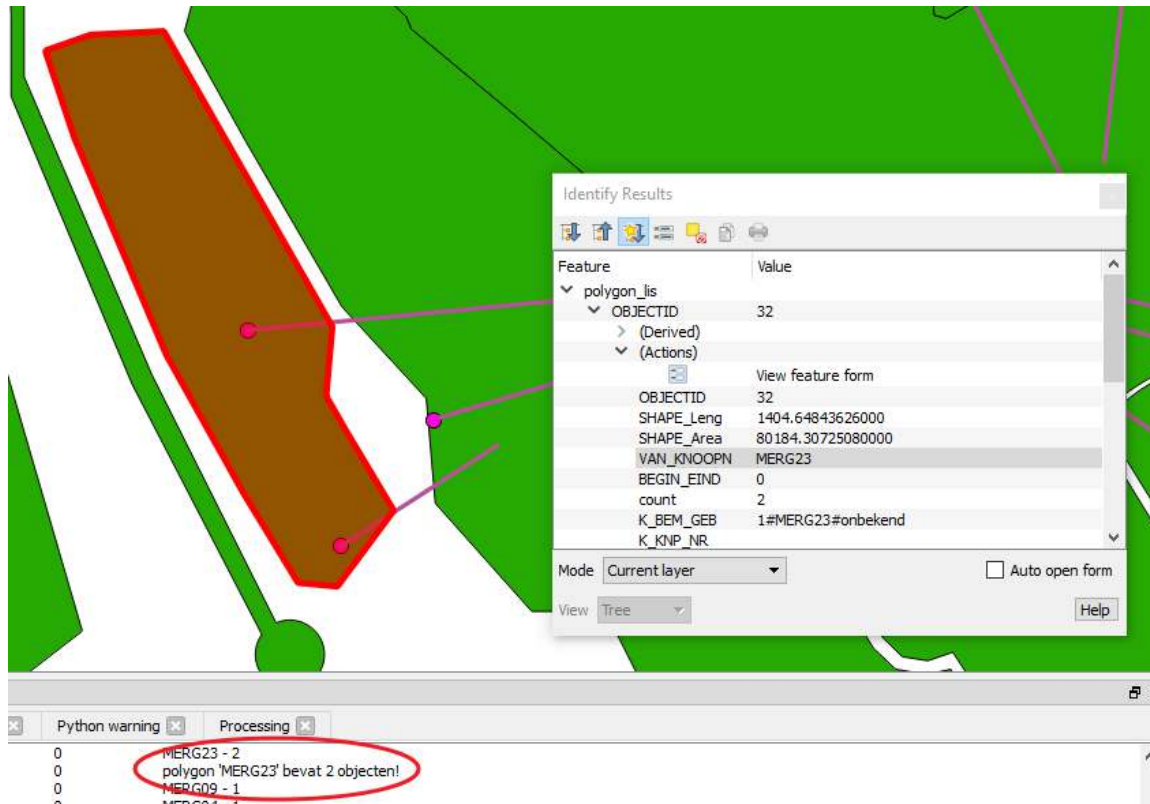 Identify Results
Feature Value
polygon_lis
OBJECTID 32
(Derived)
(Actions)
View feature form
OBJECTID 32
SHAPE_Leng 1404.64843626000
SHAPE_Area 80184.30725080000
VAN_KNOOPN MERG23
BEGIN_EIND 0
count 2
K_BEM_GEB 1#MERG23#onbekend
K_KNP_NR
Mode Current layer Auto open form
View Tree Help
Python warning Processing
0 MERG23 - 2
0 polygon 'MERG23' bevat 2 objecten!
0 MERG09 - 1